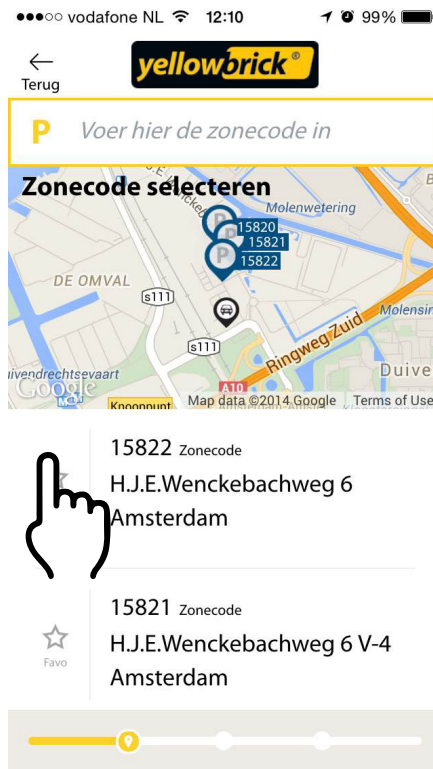 vodafone NL 12:10 99%
← Terug
yellowbrick®
P Voer hier de zonecode in
Zonecode selecteren
Molenwetering
15820
15821
15822
DE OMVAL
s111
s111
Ringweg Zuid
Duive
A10
Google
Knooppunt
Map data ©2014 Google Terms of Use
15822 Zonecode
H.J.E.Wenckebachweg 6
Amsterdam
15821 Zonecode
H.J.E.Wenckebachweg 6 V-4
Favo
Amsterdam